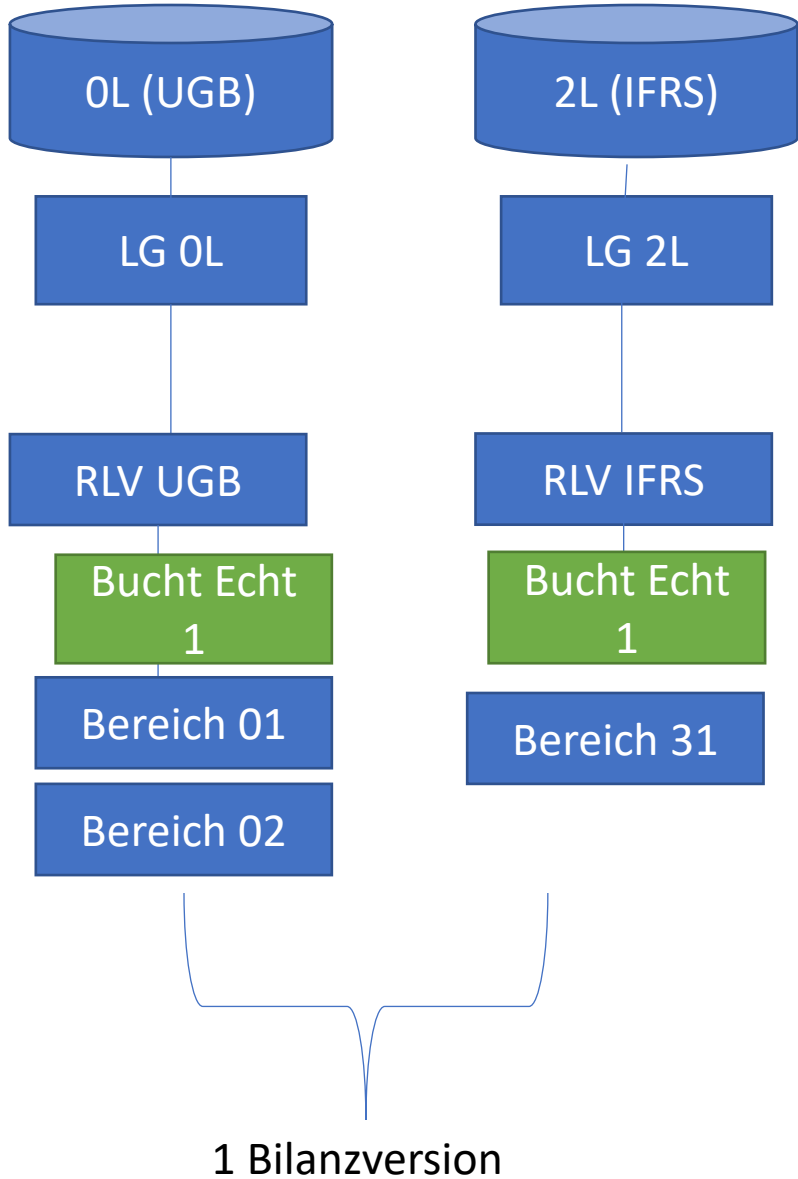 0L (UGB)
2L (IFRS)
LG 0L
LG 2L
RLV UGB
RLV IFRS
Bucht Echt
1
Bucht Echt
1
Bereich 01
Bereich 31
Bereich 02
1 Bilanzversion